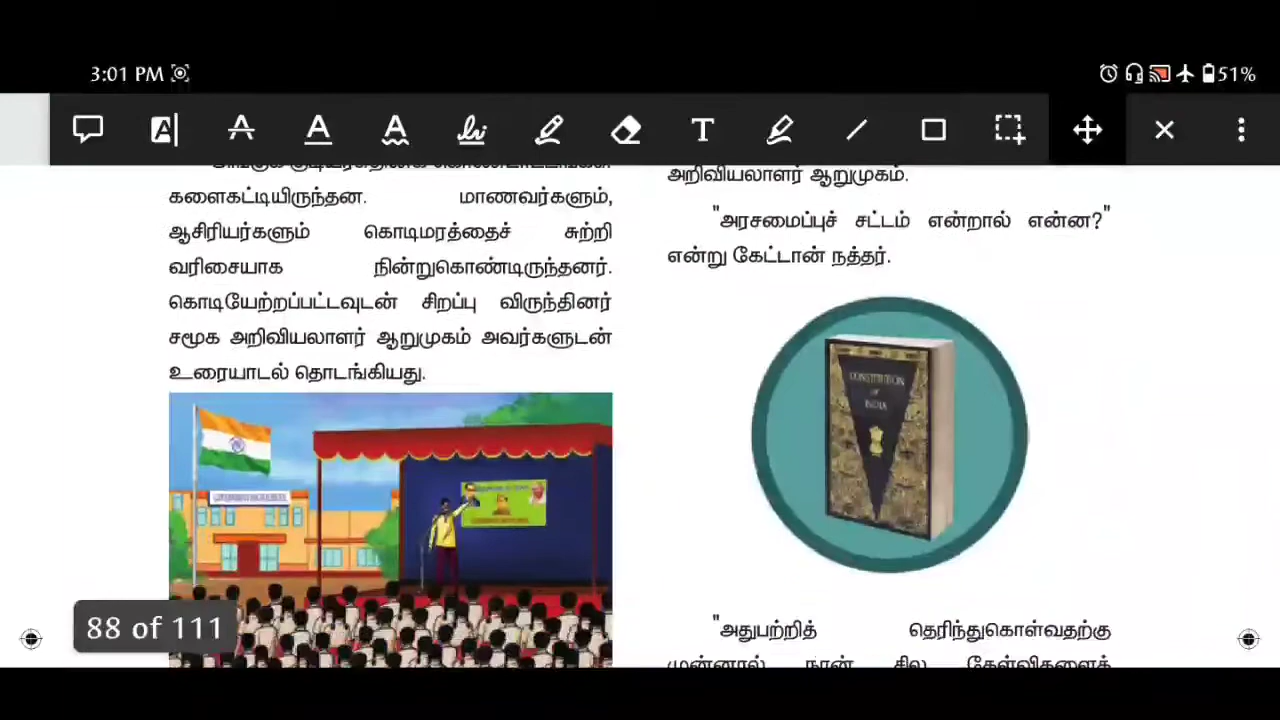 3:01 PM
51%
களைகட்டியிருந்தன. மாணவர்களும்,
ஆசிரியர்களும் கொடிமரத்தைச் சுற்றி
வரிசையாக நின்றுகொண்டிருந்தனர்.
கொடியேற்றப்பட்டவுடன் சிறப்பு விருந்தினர்
சமூக அறிவியலாளர் ஆறுமுகம் அவர்களுடன்
உரையாடல் தொடங்கியது.
88 of 111
அறிவியலாளர் ஆறுமுகம்.
"அரசமைப்புச் சட்டம் என்றால் என்ன?"
என்று கேட்டான் நத்தர்.
CONSTITUTION
OF
INDIA
"அதுபற்றித் தெரிந்துகொள்வதற்கு
முன்னால் நான் சில கேள்விகளைக்